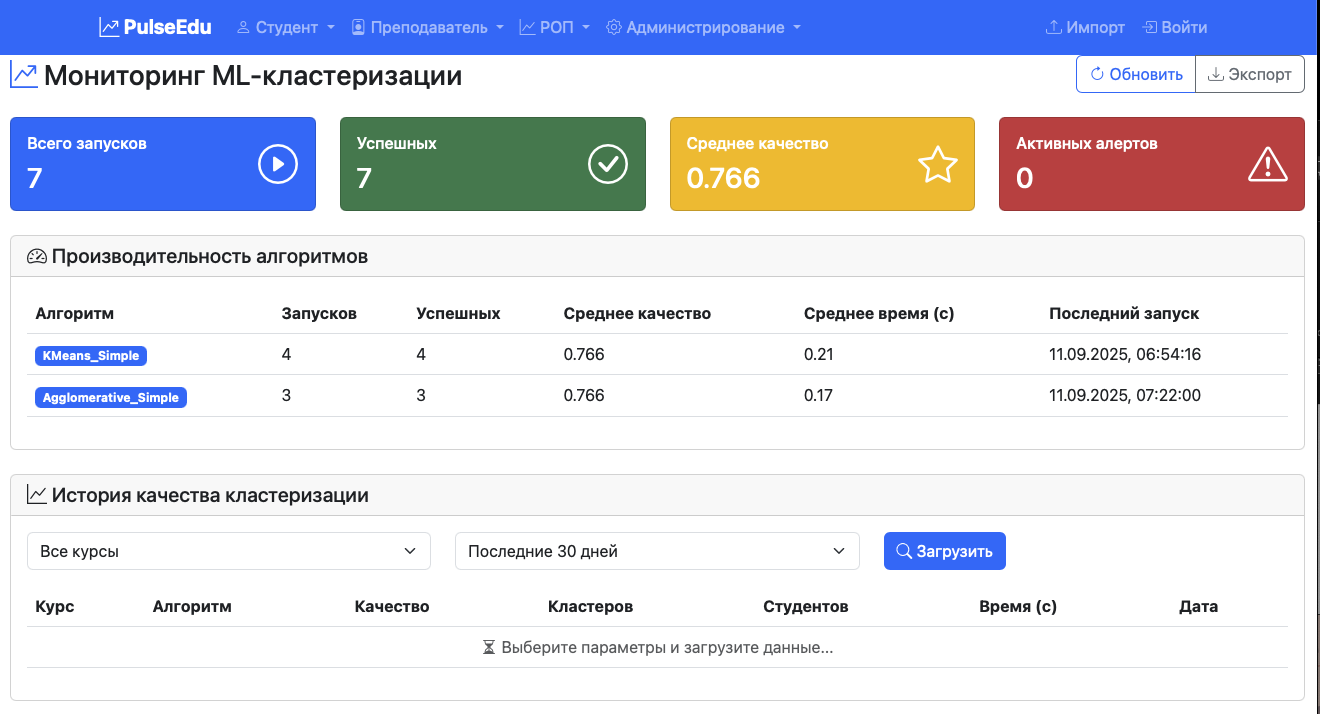 PulseEdu Студент Преподаватель РОП Администрирование Импорт Войти
Мониторинг ML-кластеризации Обновить Экспорт
Всего запусков Успешных Среднее качество Активных алертов
7 7 0.766 0
Производительность алгоритмов
Алгоритм Запусков Успешных Среднее качество Среднее время (с) Последний запуск
KMeans_Simple 4 4 0.766 0.21 11.09.2025, 06:54:16
Agglomerative_Simple 3 3 0.766 0.17 11.09.2025, 07:22:00
История качества кластеризации
Все курсы Последние 30 дней Загрузить
Курс Алгоритм Качество Кластеров Студентов Время (с) Дата
Выберите параметры и загрузите данные...